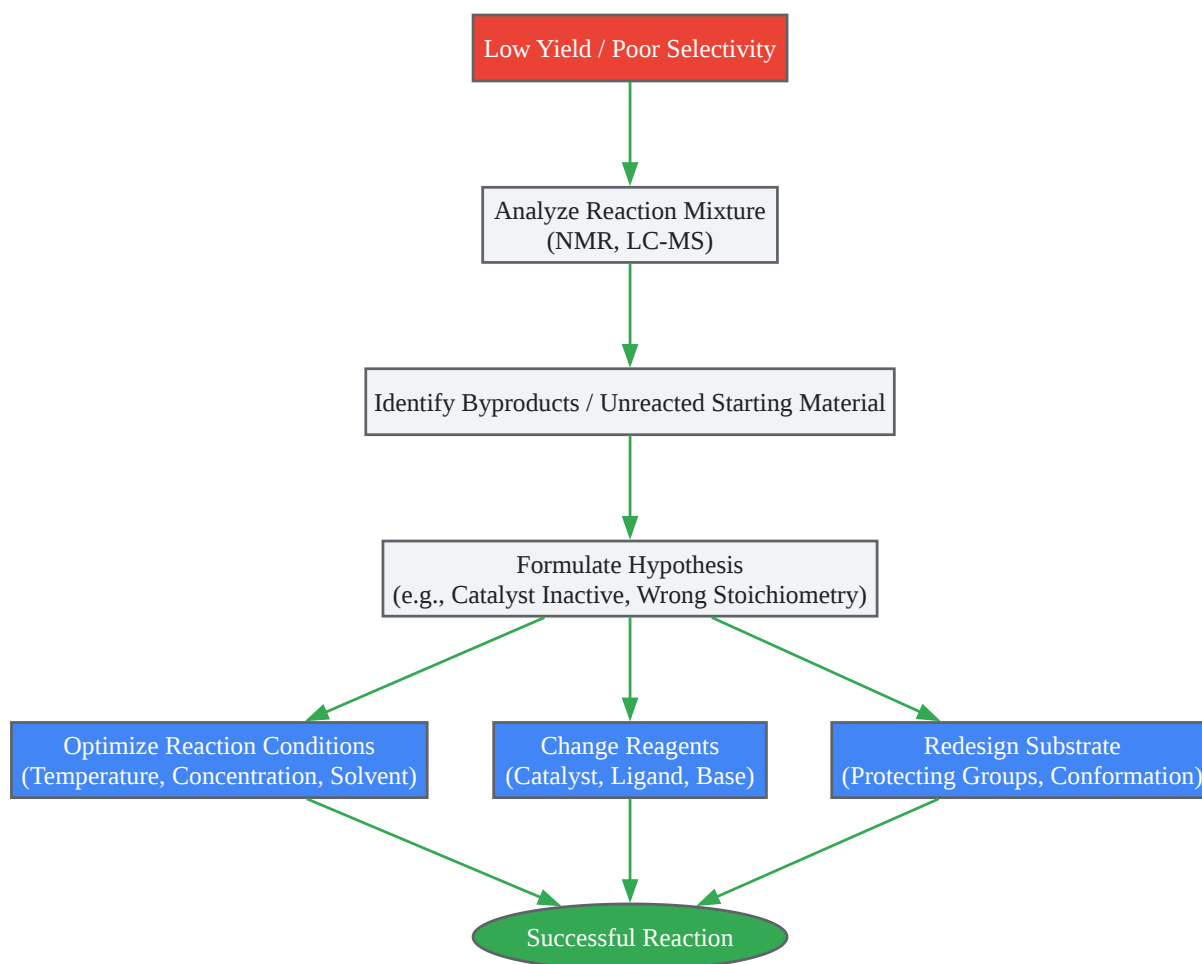 Low Yield / Poor Selectivity
Analyze Reaction Mixture
(NMR, LC-MS)
Identify Byproducts / Unreacted Starting Material
Formulate Hypothesis
(e.g., Catalyst Inactive, Wrong Stoichiometry)
Optimize Reaction Conditions
(Temperature, Concentration, Solvent)
Change Reagents
(Catalyst, Ligand, Base)
Redesign Substrate
(Protecting Groups, Conformation)
Successful Reaction